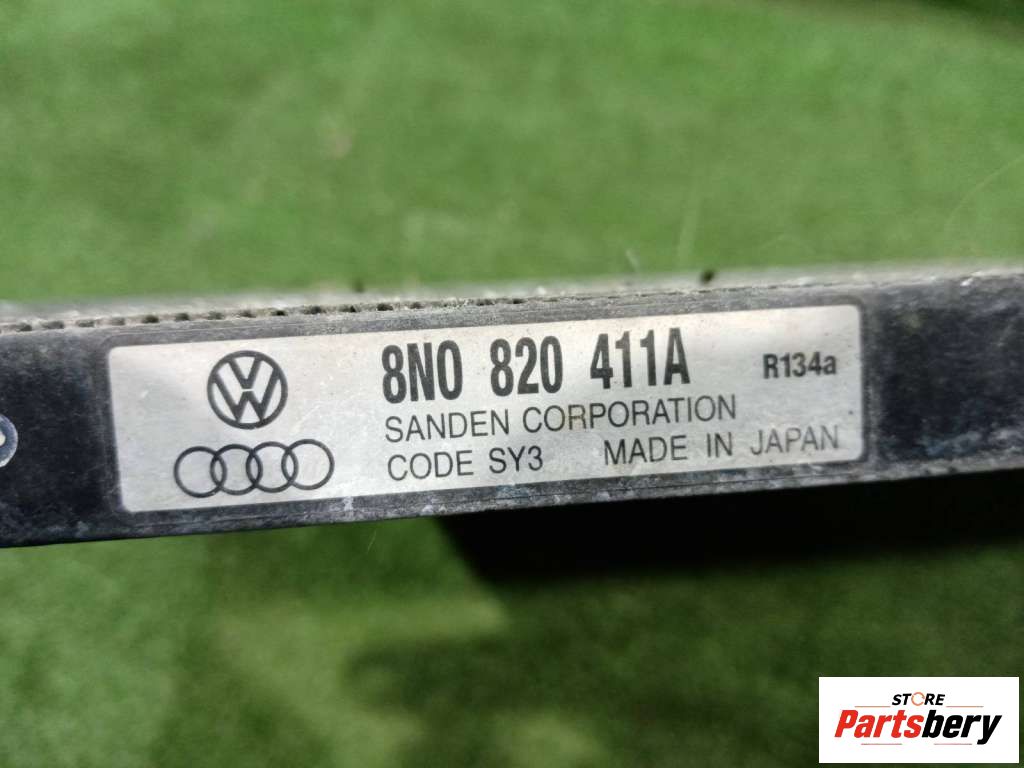 8N0 820 411A R134a
SANDEN CORPORATION
CODE SY3 MADE IN JAPAN
STORE
Partsbery